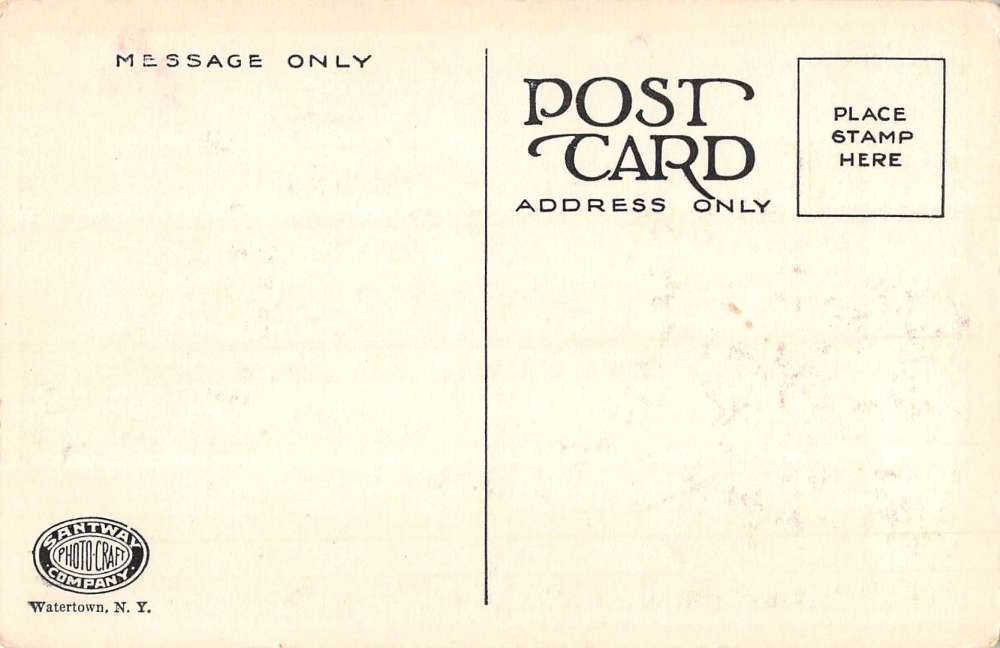 MESSAGE ONLY
POST
CARD
ADDRESS ONLY
PLACE
STAMP
HERE
SANTWAY
PHOTO-CRAFT
COMPANY
Watertown, N. Y.